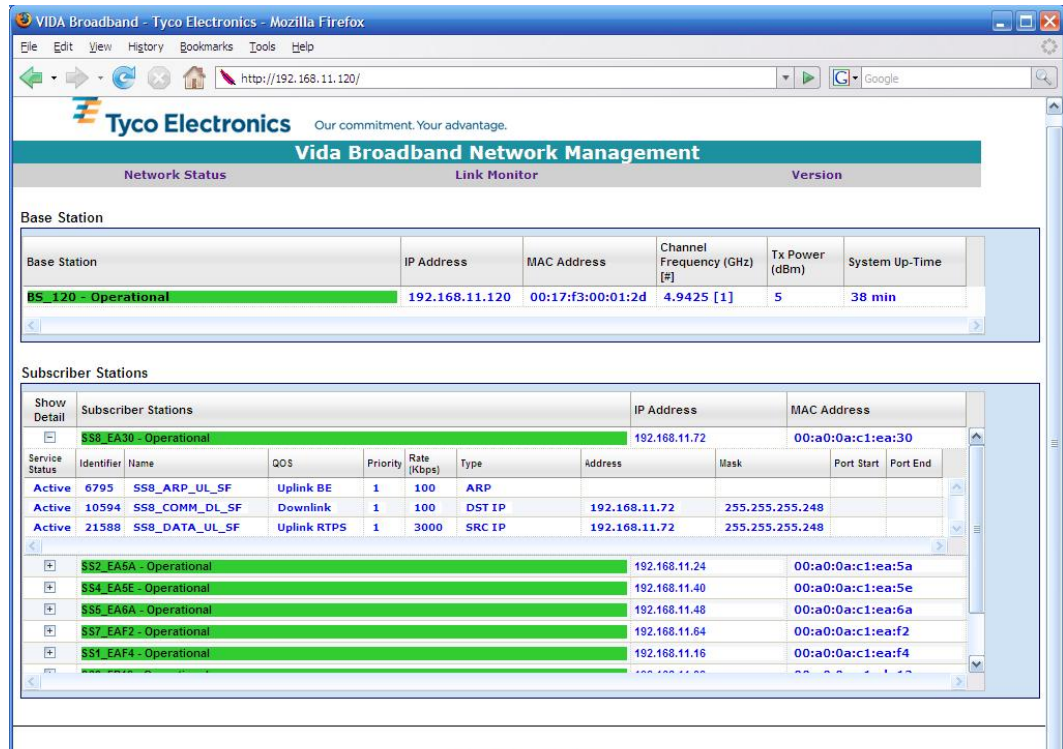 VIDA Broadband - Tyco Electronics - Mozilla Firefox
File Edit View History Bookmarks Tools Help
http://192.168.11.120/
G Google
Tyco Electronics Our commitment. Your advantage.
Vida Broadband Network Management
Network Status Link Monitor Version
Base Station
Base Station IP Address MAC Address Channel Frequency (GHz) [#] Tx Power (dBm) System Up-Time
BS_120 - Operational 192.168.11.120 00:17:f3:00:01:2d 4.9425 [1] 5 38 min
Subscriber Stations
Show Detail Subscriber Stations IP Address MAC Address
SS8_EA30 - Operational 192.168.11.72 00:a0:0a:c1:ea:30
Service Status Identifier Name QOS Priority Rate (Kbps) Type Address Mask Port Start Port End
Active 6795 SS8_ARP_UL_SF Uplink BE 1 100 ARP
Active 10594 SS8_COMM_DL_SF Downlink 1 100 DST IP 192.168.11.72 255.255.255.248
Active 21588 SS8_DATA_UL_SF Uplink RTPS 1 3000 SRC IP 192.168.11.72 255.255.255.248
SS2_EA5A - Operational 192.168.11.24 00:a0:0a:c1:ea:5a
SS4_EA5E - Operational 192.168.11.40 00:a0:0a:c1:ea:5e
SS5_EA6A - Operational 192.168.11.48 00:a0:0a:c1:ea:6a
SS7_EAF2 - Operational 192.168.11.64 00:a0:0a:c1:ea:f2
SS1_EAF4 - Operational 192.168.11.16 00:a0:0a:c1:ea:f4